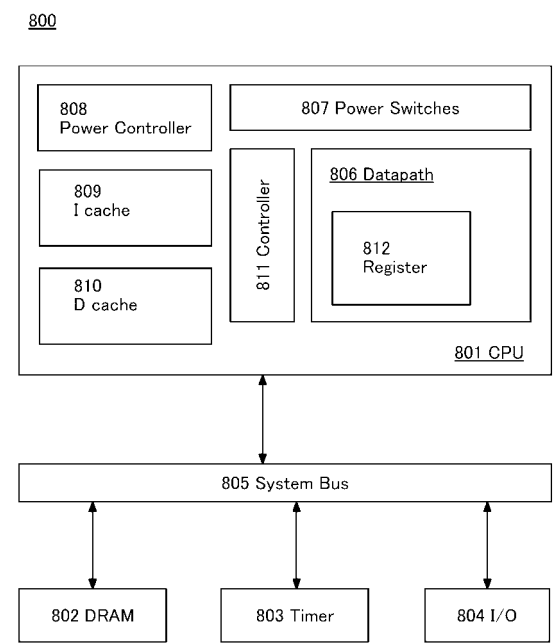 800
808
Power Controller
807 Power Switches
809
I cache
811 Controller
806 Datapath
812
Register
810
D cache
801 CPU
805 System Bus
802 DRAM
803 Timer
804 I/O